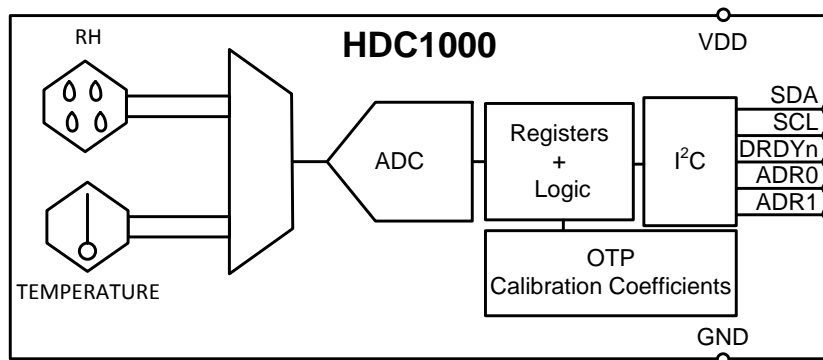 HDC1000
VDD
RH
TEMPERATURE
ADC
Registers
+
Logic
I²C
SDA
SCL
DRDYn
ADR0
ADR1
OTP
Calibration Coefficients
GND